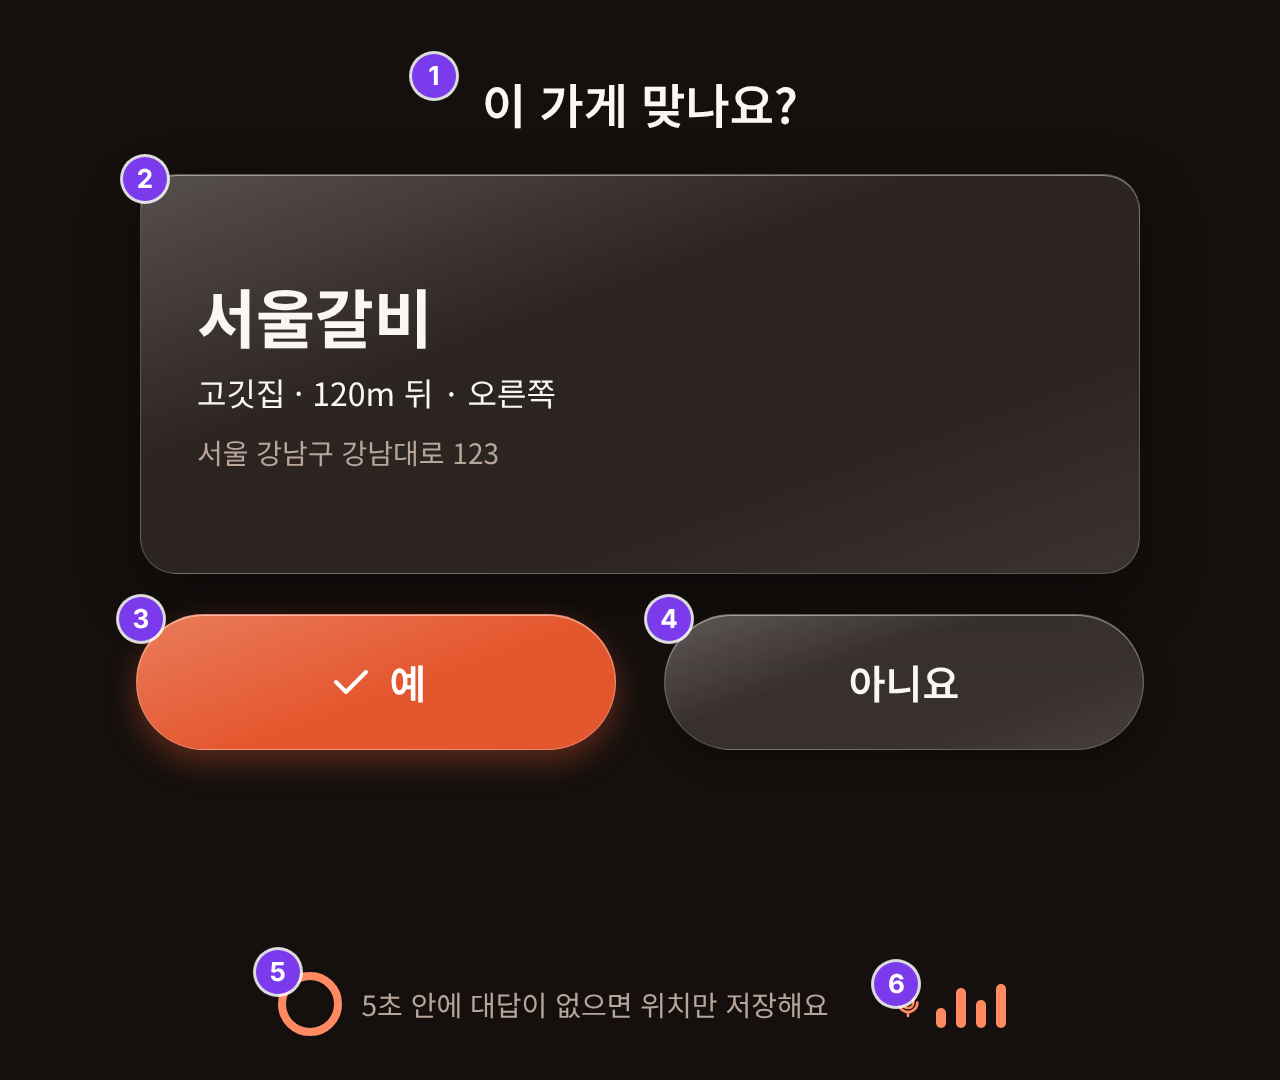 1
이 가게 맞나요?
2
서울갈비
고깃집 · 120m 뒤 · 오른쪽
서울 강남구 강남대로 123
3
예
4
아니요
5
5초 안에 대답이 없으면 위치만 저장해요
6